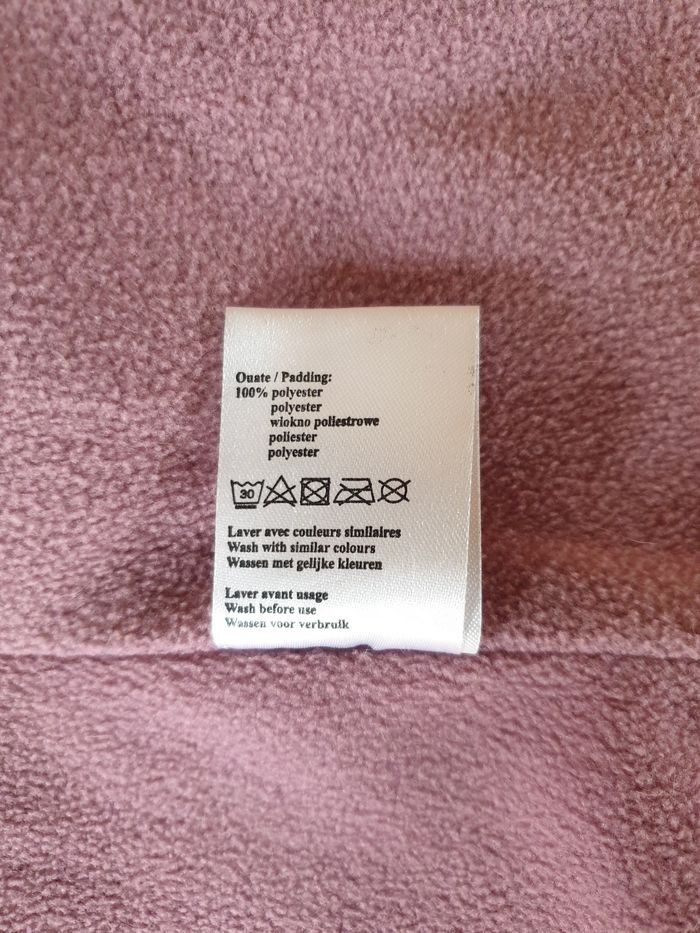 Ouate / Padding:
100% polyester
polyester
wiokno poliestrowe
poliester
polyester
30
Laver avec couleurs similaires
Wash with similar colours
Wassen met gelijke kleuren
Laver avant usage
Wash before use
Wassen voor verbruik